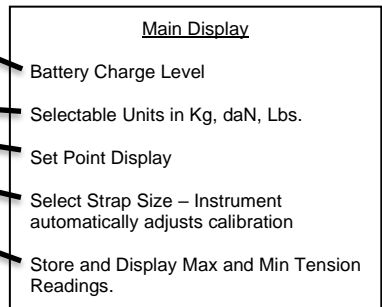 Main Display
Battery Charge Level
Selectable Units in Kg, daN, Lbs.
Set Point Display
Select Strap Size – Instrument
automatically adjusts calibration
Store and Display Max and Min Tension
Readings.